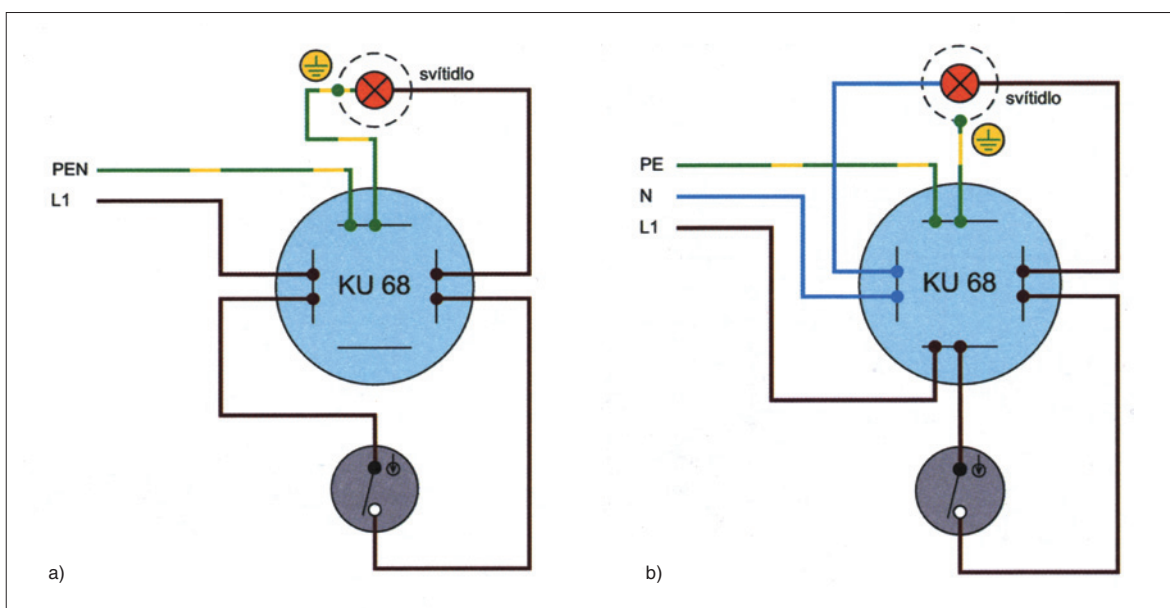 svítidlo
PEN
L1
KU 68
a)
svítidlo
PE
N
L1
KU 68
b)